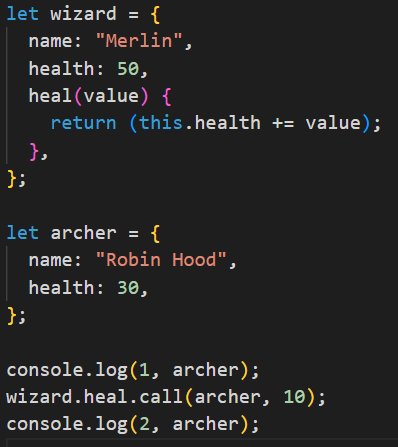 let wizard = {
  name: "Merlin",
  health: 50,
  heal(value) {
    return (this.health += value);
  },
};

let archer = {
  name: "Robin Hood",
  health: 30,
};

console.log(1, archer);
wizard.heal.call(archer, 10);
console.log(2, archer);